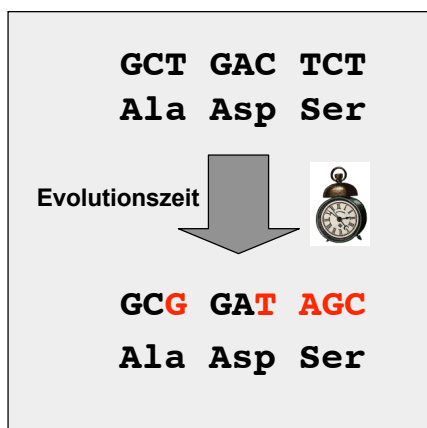 GCT GAC TCT
Ala Asp Ser
Evolutionszeit
GCG GAT AGC
Ala Asp Ser